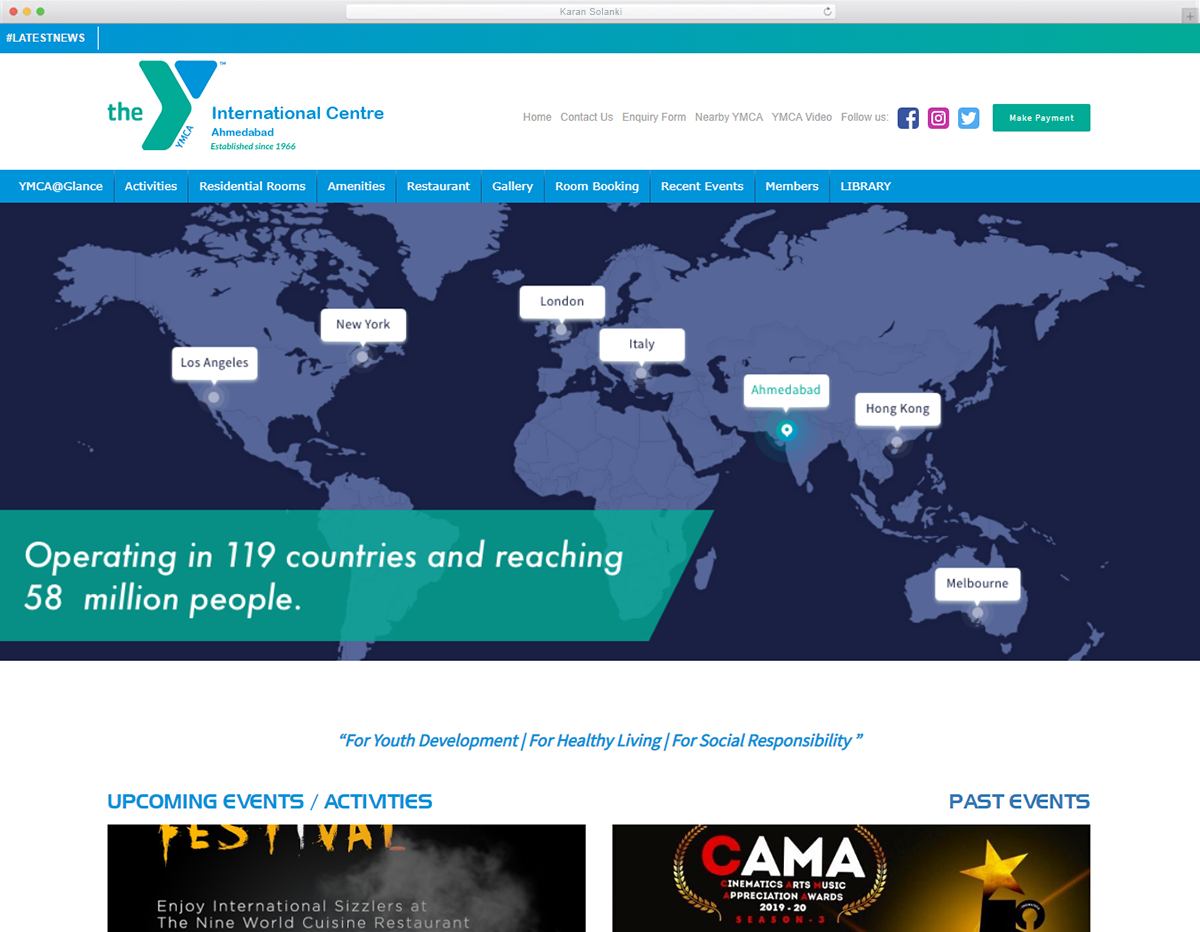 Karan Solanki
#LATESTNEWS
the
YMCA
™
International Centre
Ahmedabad
Established since 1966
Home Contact Us Enquiry Form Nearby YMCA YMCA Video Follow us:
Make Payment
YMCA@Glance Activities Residential Rooms Amenities Restaurant Gallery Room Booking Recent Events Members LIBRARY
London
New York
Italy
Los Angeles
Ahmedabad
Hong Kong
Melbourne
Operating in 119 countries and reaching
58 million people.
“For Youth Development | For Healthy Living | For Social Responsibility ”
UPCOMING EVENTS / ACTIVITIES
PAST EVENTS
FESTIVAL
Enjoy International Sizzlers at
The Nine World Cuisine Restaurant
CAMA
CINEMATICS ARTS MUSIC
APPRECIATION AWARDS
2019 - 20
SEASON - 3